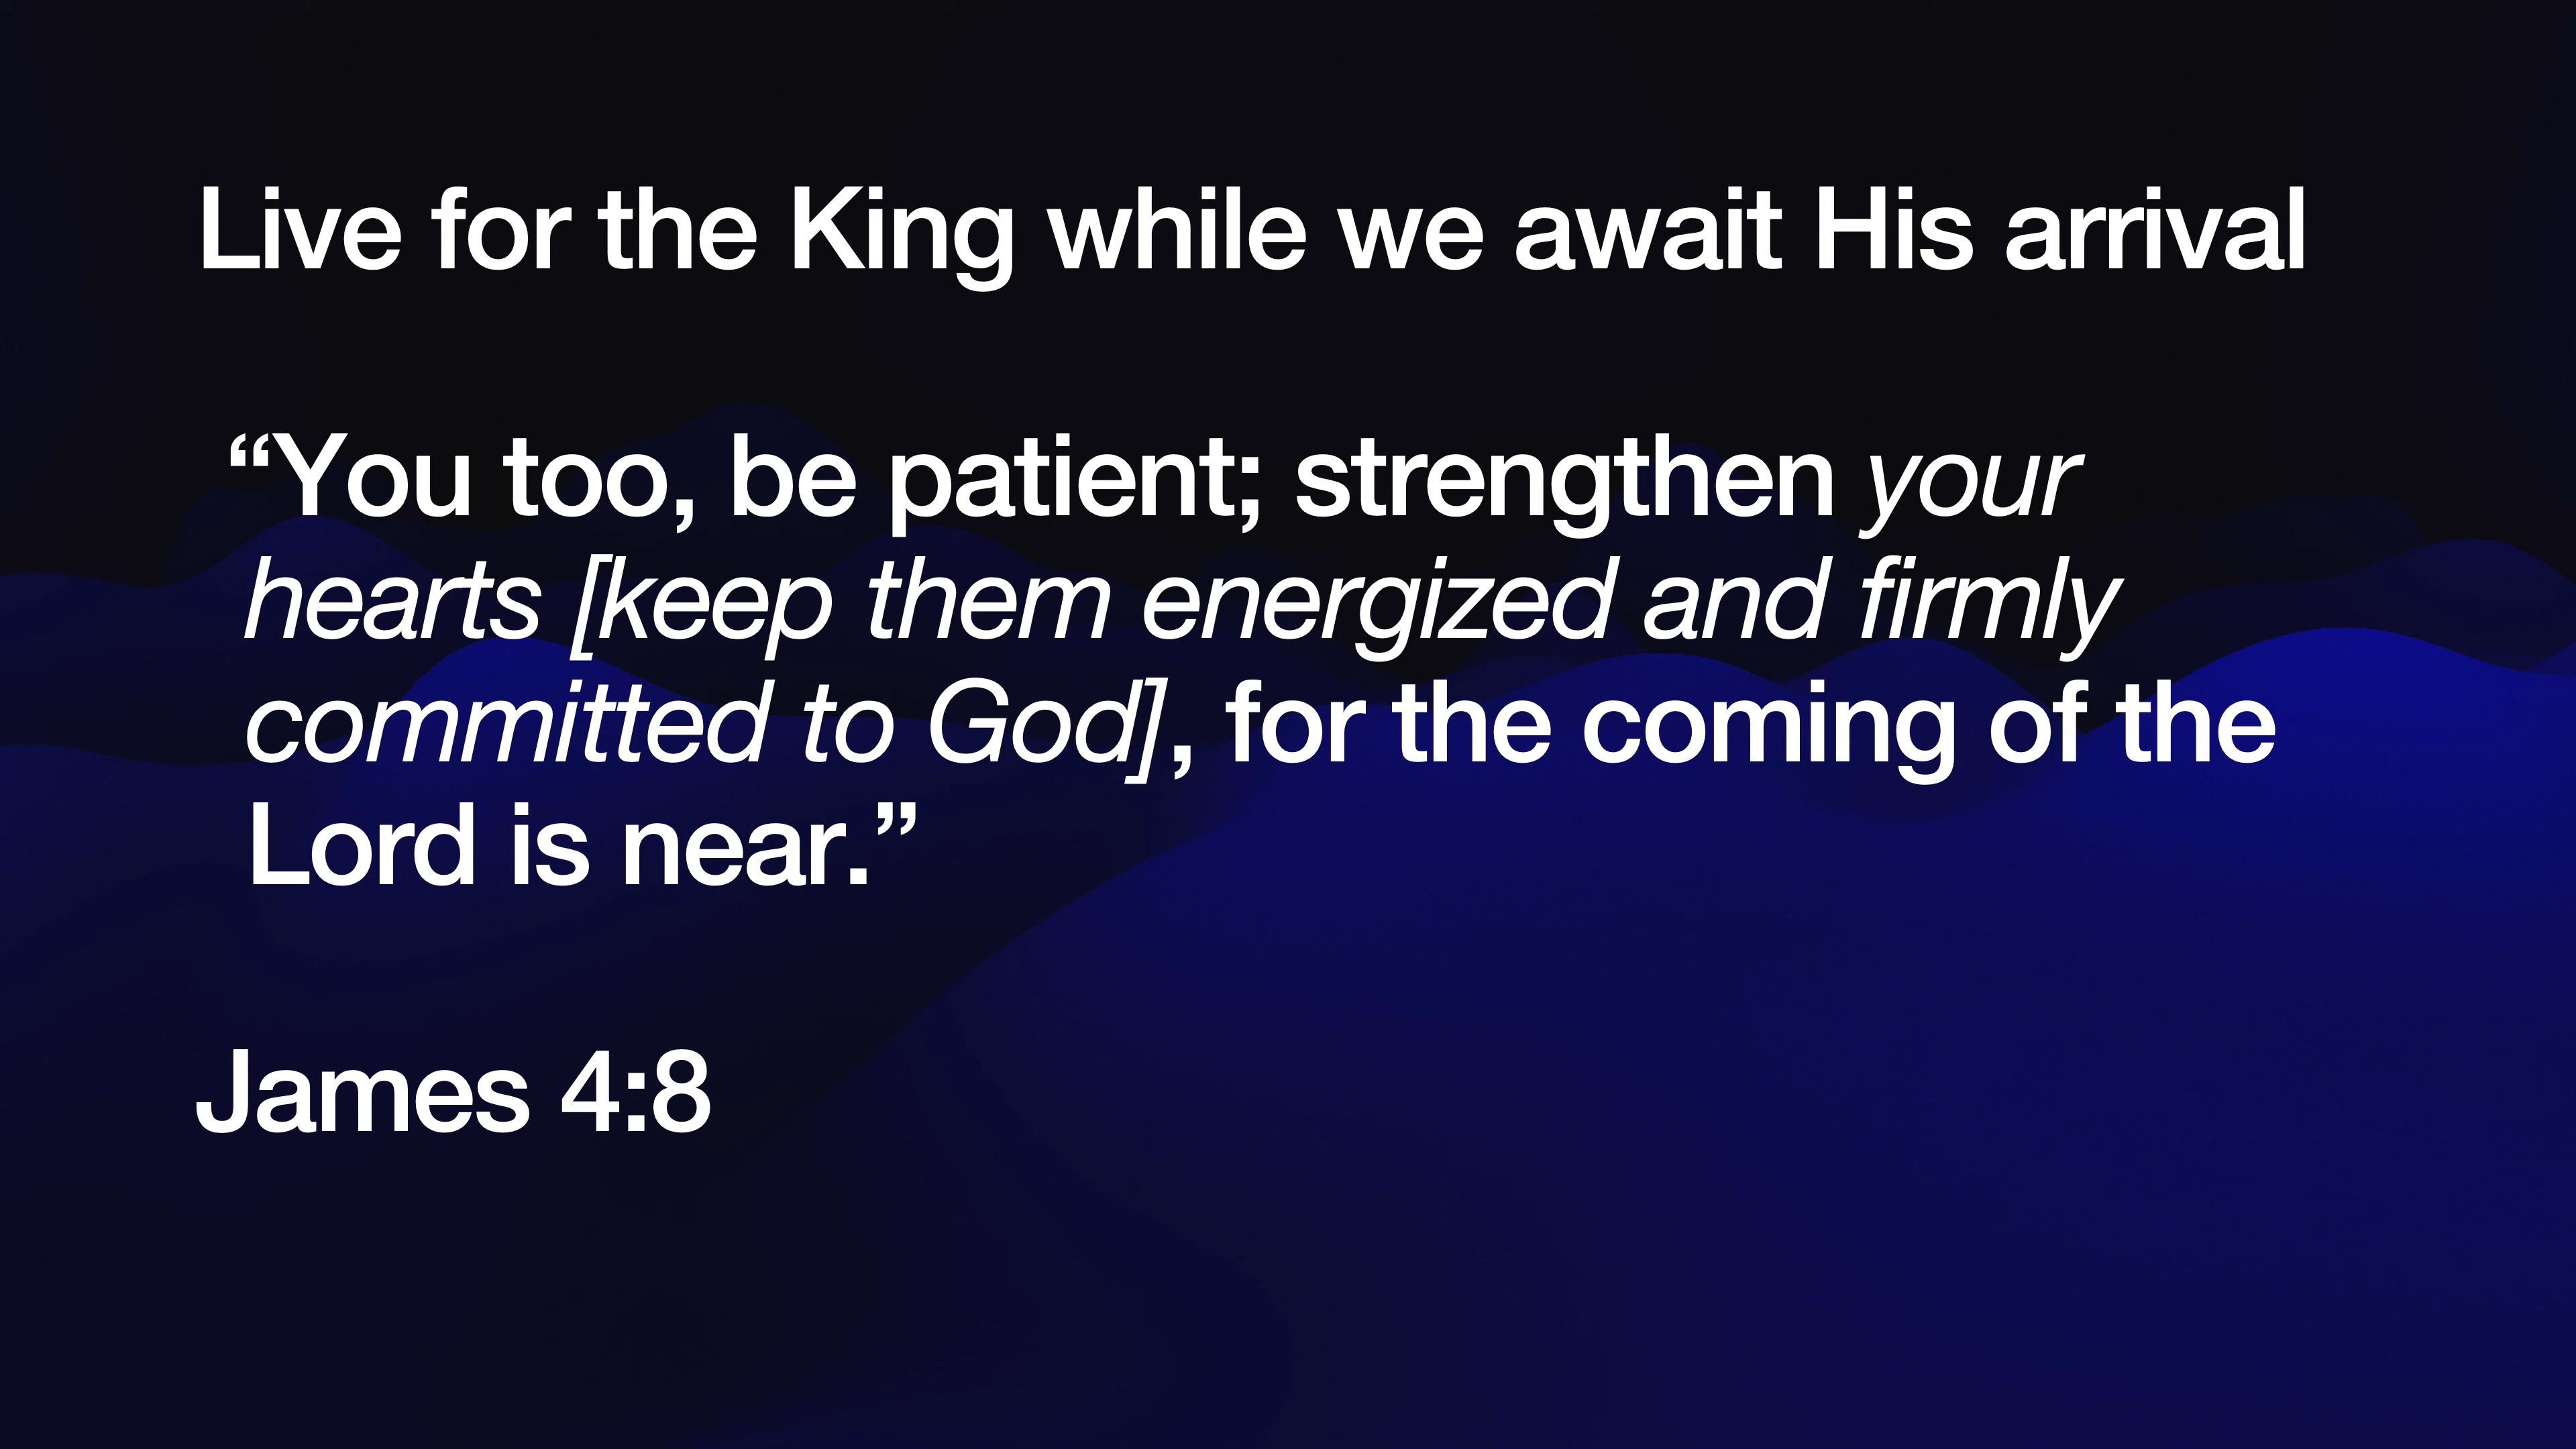 Live for the King while we await His arrival
“You too, be patient; strengthen your
hearts [keep them energized and firmly
committed to God], for the coming of the
Lord is near.”
James 4:8